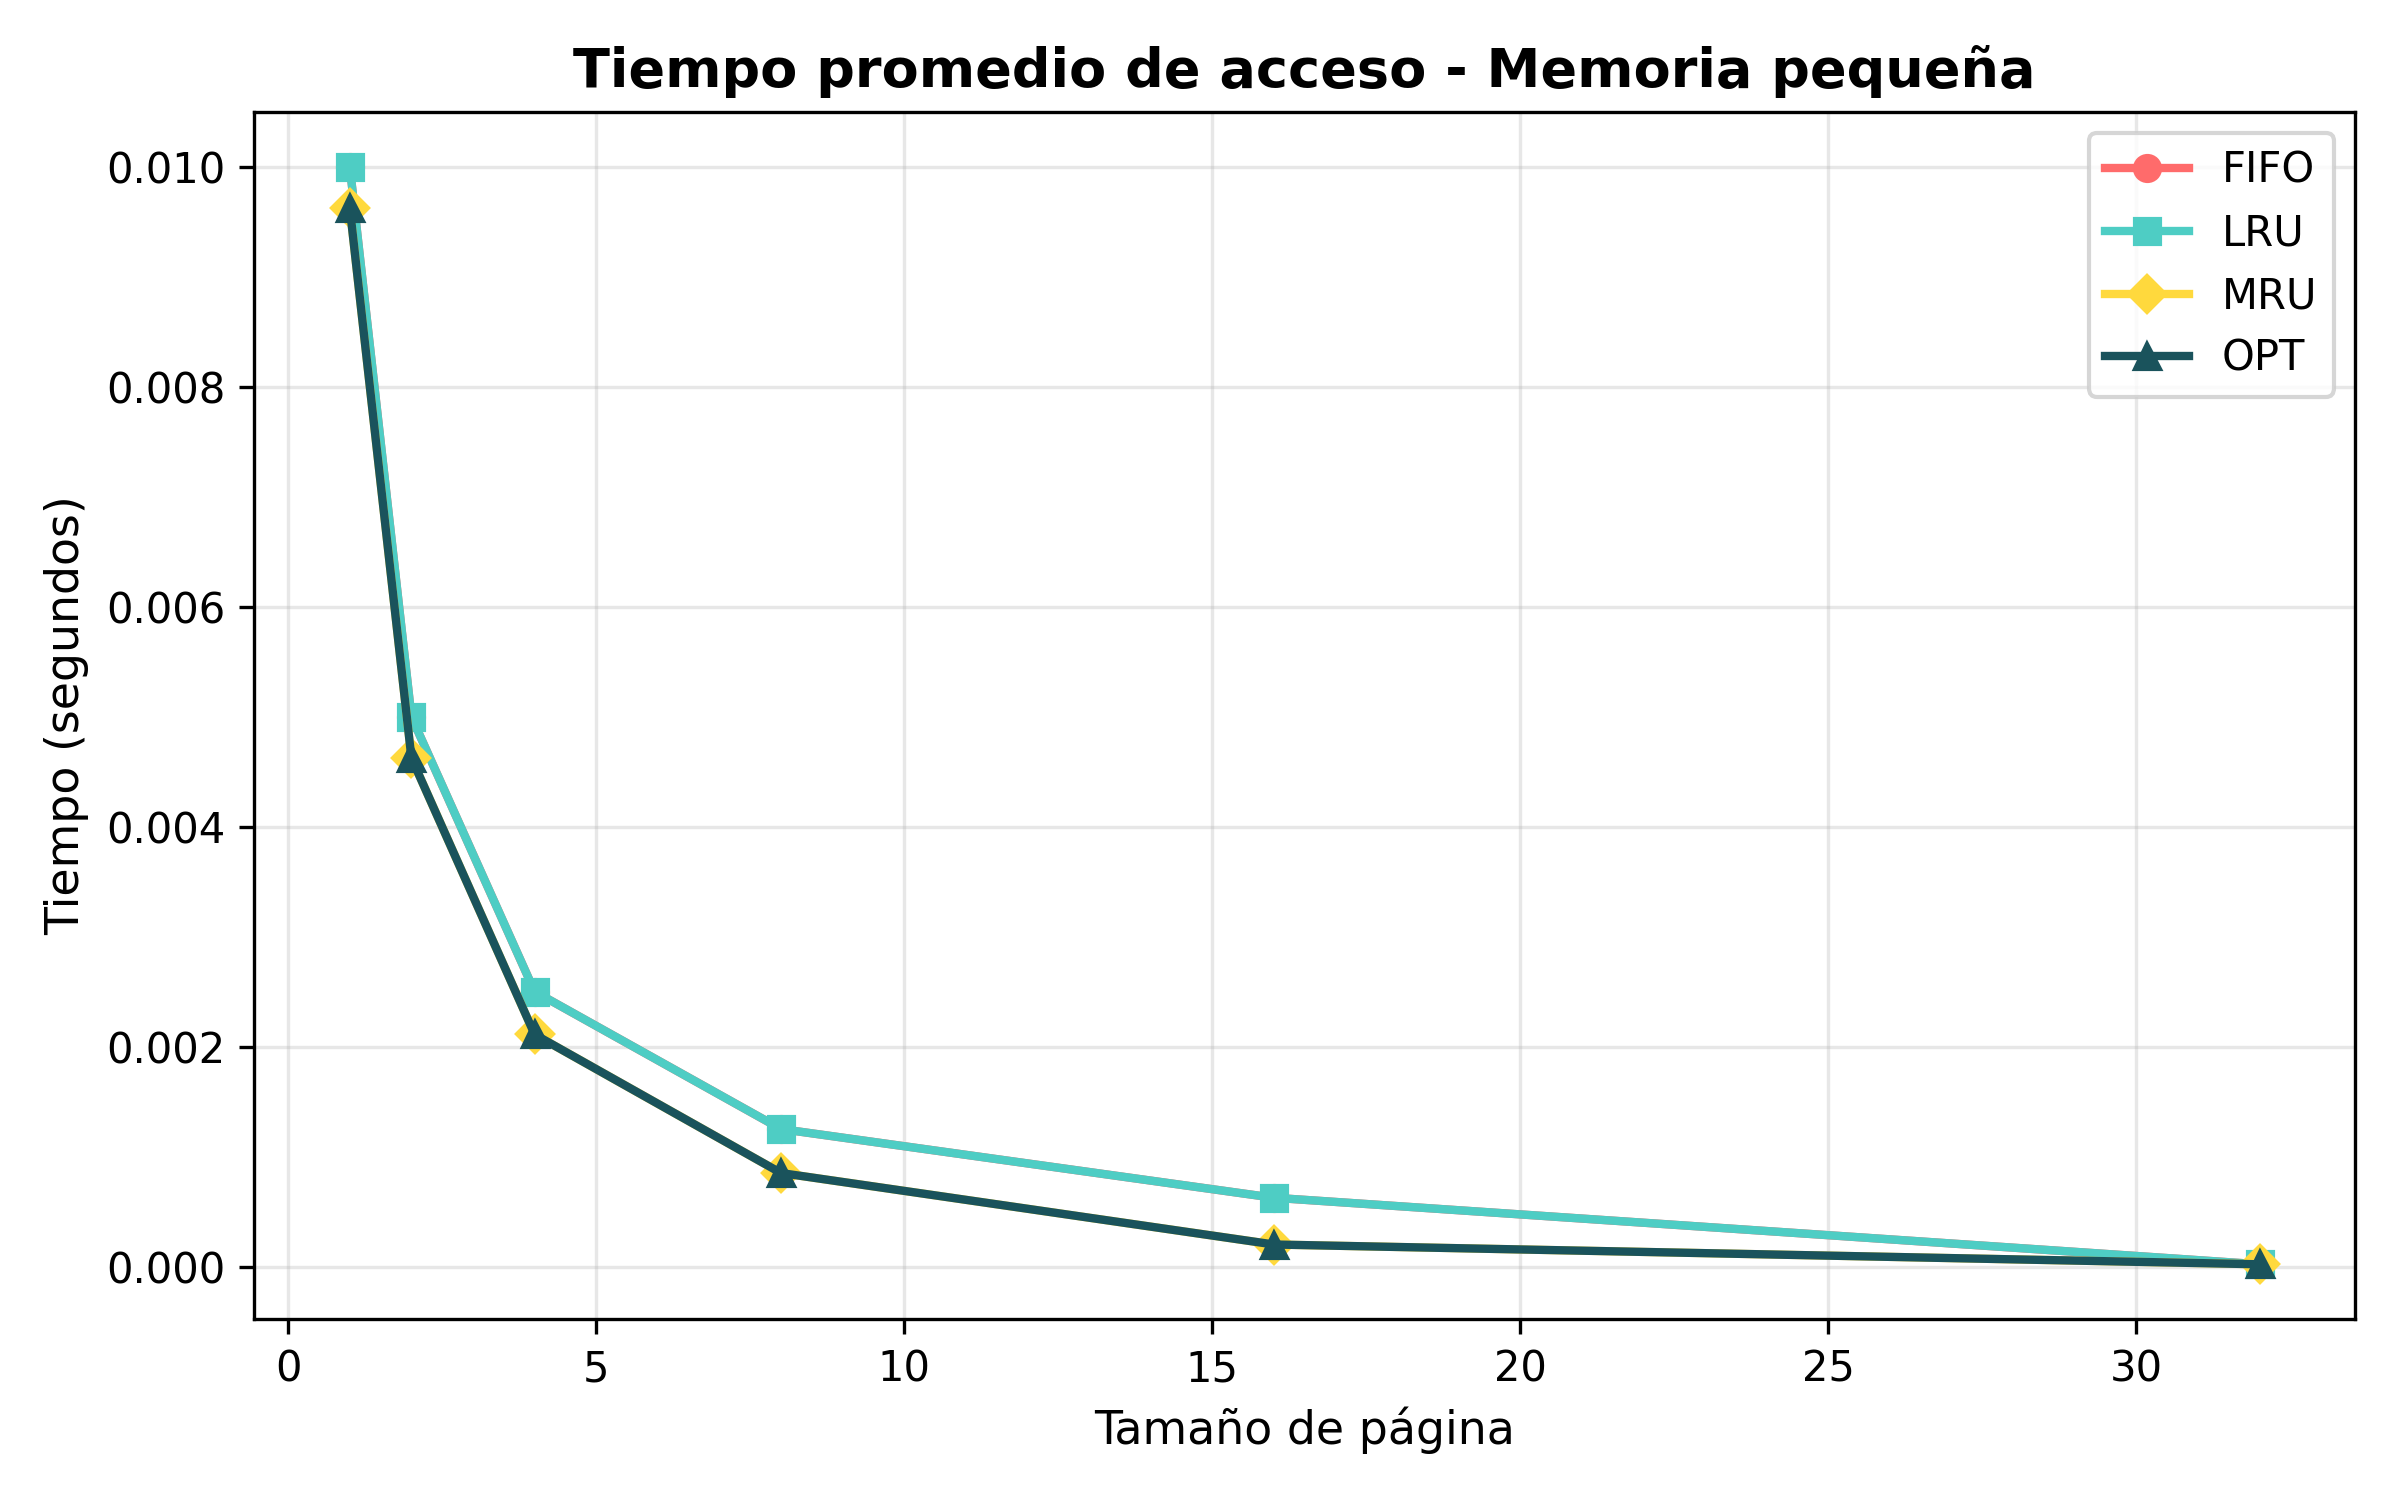 Tiempo promedio de acceso - Memoria pequeña
FIFO
LRU
MRU
OPT
Tiempo (segundos)
0.010
0.008
0.006
0.004
0.002
0.000
0 5 10 15 20 25 30
Tamaño de página